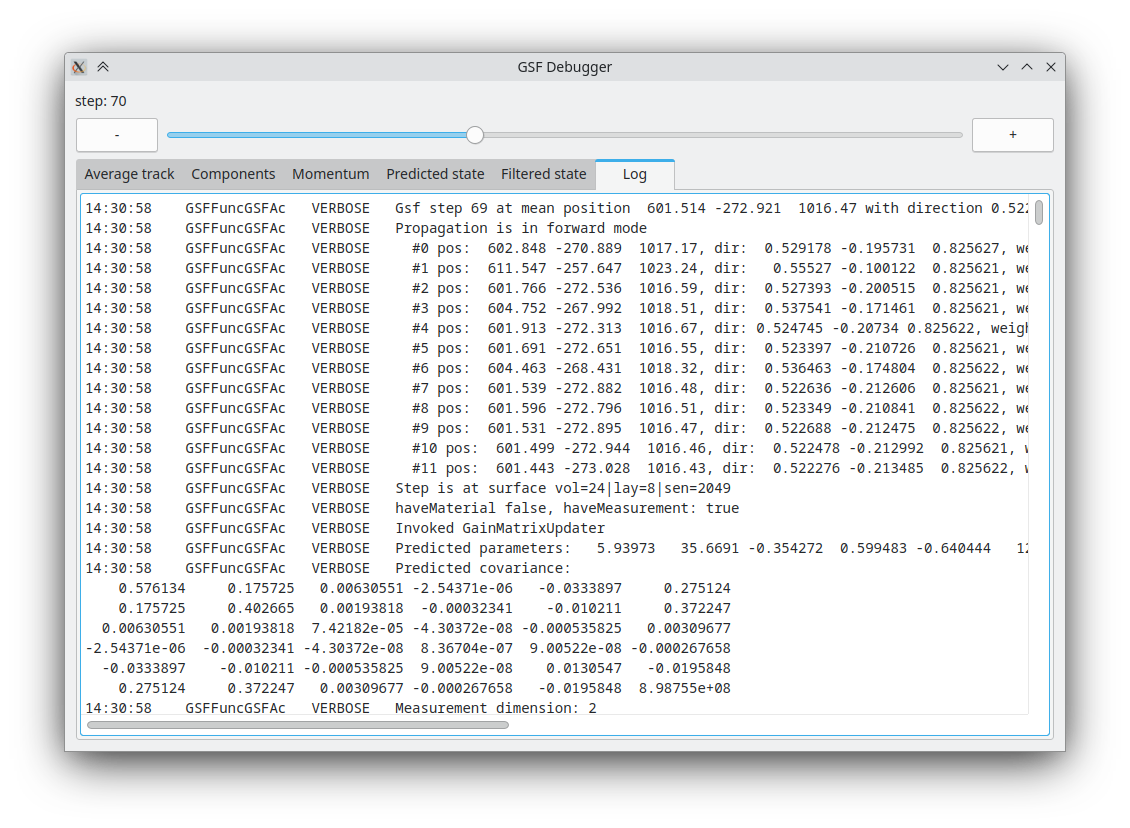 GSF Debugger
step: 70
- +
Average track Components Momentum Predicted state Filtered state Log
14:30:58    GSFFuncGSFAc   VERBOSE   Gsf step 69 at mean position  601.514 -272.921  1016.47 with direction 0.522
14:30:58    GSFFuncGSFAc   VERBOSE   Propagation is in forward mode
14:30:58    GSFFuncGSFAc   VERBOSE     #0 pos:  602.848 -270.889  1017.17, dir:  0.529178 -0.195731  0.825627, we
14:30:58    GSFFuncGSFAc   VERBOSE     #1 pos:  611.547 -257.647  1023.24, dir:   0.55527 -0.100122  0.825621, we
14:30:58    GSFFuncGSFAc   VERBOSE     #2 pos:  601.766 -272.536  1016.59, dir:  0.527393 -0.200515  0.825621, we
14:30:58    GSFFuncGSFAc   VERBOSE     #3 pos:  604.752 -267.992  1018.51, dir:  0.537541 -0.171461  0.825621, we
14:30:58    GSFFuncGSFAc   VERBOSE     #4 pos:  601.913 -272.313  1016.67, dir: 0.524745 -0.20734 0.825622, weigh
14:30:58    GSFFuncGSFAc   VERBOSE     #5 pos:  601.691 -272.651  1016.55, dir:  0.523397 -0.210726  0.825621, we
14:30:58    GSFFuncGSFAc   VERBOSE     #6 pos:  604.463 -268.431  1018.32, dir:  0.536463 -0.174804  0.825622, we
14:30:58    GSFFuncGSFAc   VERBOSE     #7 pos:  601.539 -272.882  1016.48, dir:  0.522636 -0.212606  0.825621, we
14:30:58    GSFFuncGSFAc   VERBOSE     #8 pos:  601.596 -272.796  1016.51, dir:  0.523349 -0.210841  0.825622, we
14:30:58    GSFFuncGSFAc   VERBOSE     #9 pos:  601.531 -272.895  1016.47, dir:  0.522688 -0.212475  0.825622, we
14:30:58    GSFFuncGSFAc   VERBOSE     #10 pos:  601.499 -272.944  1016.46, dir:  0.522478 -0.212992  0.825621,
14:30:58    GSFFuncGSFAc   VERBOSE     #11 pos:  601.443 -273.028  1016.43, dir:  0.522276 -0.213485  0.825622,
14:30:58    GSFFuncGSFAc   VERBOSE   Step is at surface vol=24|lay=8|sen=2049
14:30:58    GSFFuncGSFAc   VERBOSE   haveMaterial false, haveMeasurement: true
14:30:58    GSFFuncGSFAc   VERBOSE   Invoked GainMatrixUpdater
14:30:58    GSFFuncGSFAc   VERBOSE   Predicted parameters:   5.93973   35.6691 -0.354272  0.599483 -0.640444   12
14:30:58    GSFFuncGSFAc   VERBOSE   Predicted covariance:
0.576134     0.175725   0.00630551 -2.54371e-06   -0.0333897     0.275124
0.175725     0.402665   0.00193818  -0.00032341    -0.010211     0.372247
0.00630551   0.00193818  7.42182e-05 -4.30372e-08 -0.000535825   0.00309677
-2.54371e-06  -0.00032341 -4.30372e-08  8.36704e-07  9.00522e-08 -0.000267658
-0.0333897    -0.010211 -0.000535825  9.00522e-08    0.0130547   -0.0195848
0.275124     0.372247   0.00309677 -0.000267658   -0.0195848  8.98755e+08
14:30:58    GSFFuncGSFAc   VERBOSE   Measurement dimension: 2